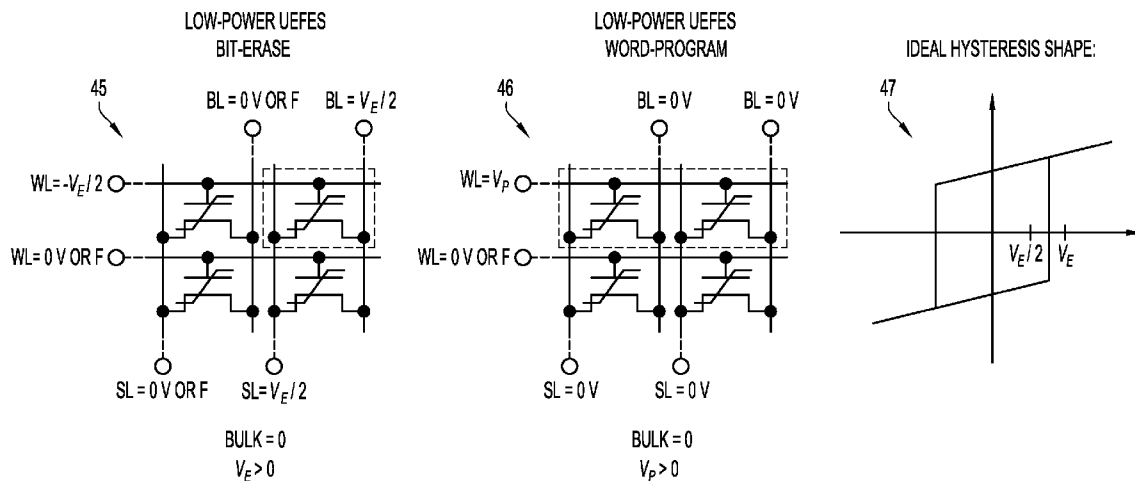 LOW-POWER UEFES
BIT-ERASE
45
BL = 0 V OR F
BL = V_E / 2
WL = -V_E / 2
WL = 0 V OR F
SL = 0 V OR F
SL = V_E / 2
BULK = 0
V_E > 0
LOW-POWER UEFES
WORD-PROGRAM
46
BL = 0 V
BL = 0 V
WL = V_P
WL = 0 V OR F
SL = 0 V
SL = 0 V
BULK = 0
V_P > 0
IDEAL HYSTERESIS SHAPE:
47
V_E / 2
V_E